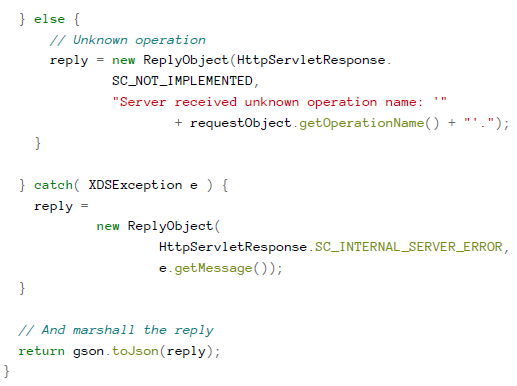 } else {
// Unknown operation
reply = new ReplyObject(HttpServletResponse.
SC_NOT_IMPLEMENTED,
"Server received unknown operation name: '"
+ requestObject.getOperationName() + "'.");
}
} catch( XDSException e ) {
reply =
new ReplyObject(
HttpServletResponse.SC_INTERNAL_SERVER_ERROR,
e.getMessage());
}
// And marshall the reply
return gson.toJson(reply);
}